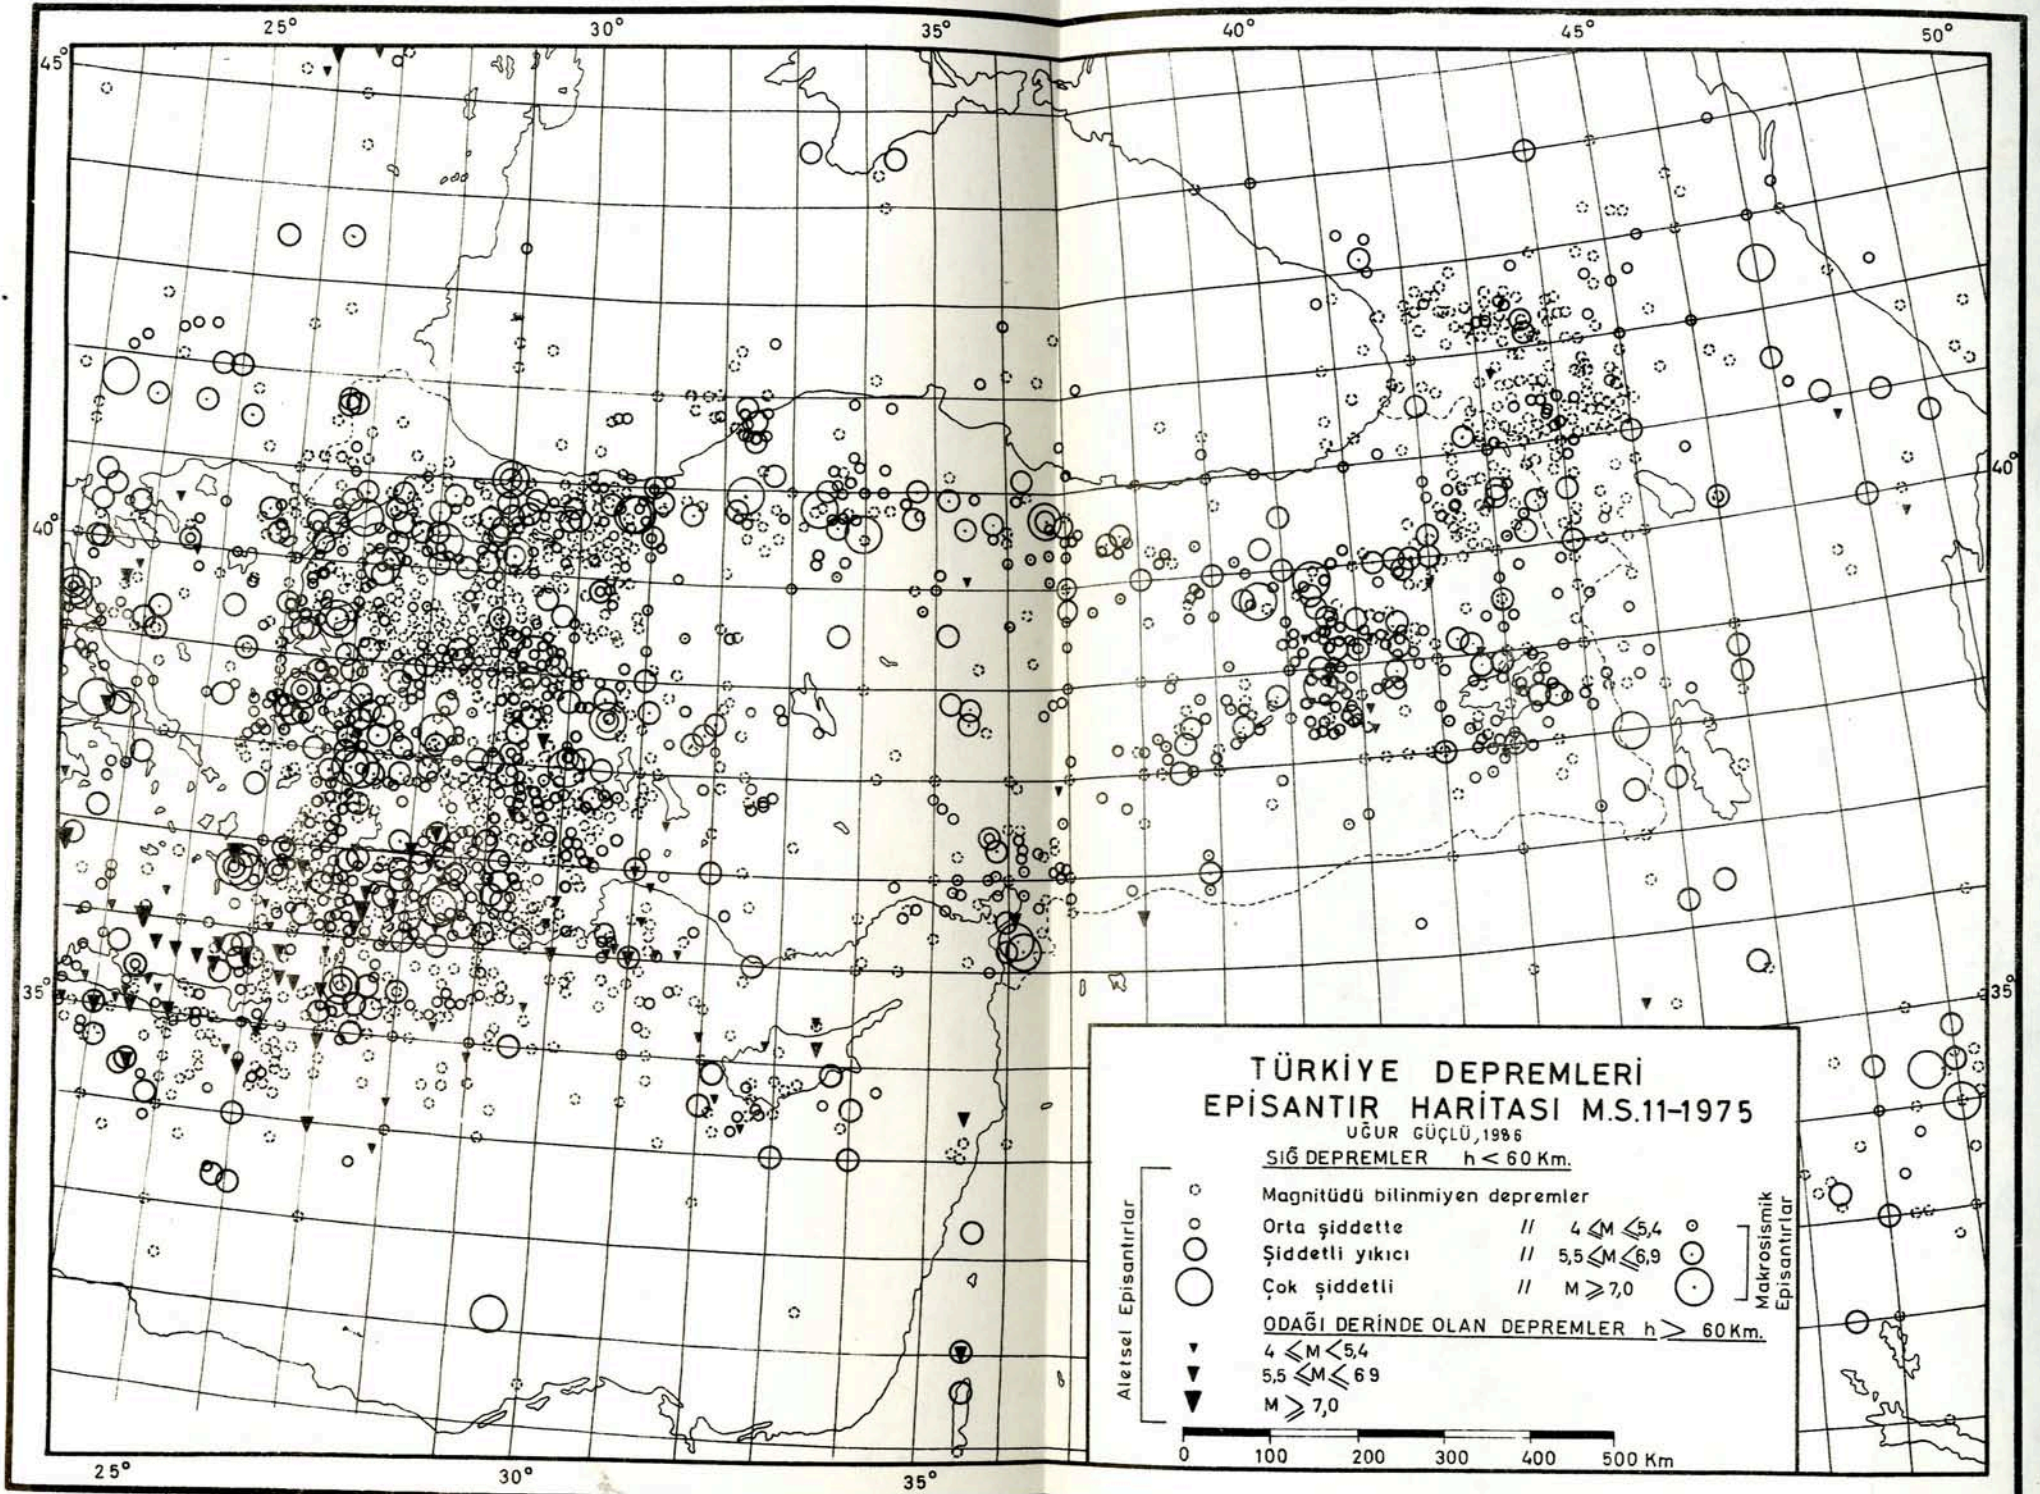 25° 30° 35° 40° 45° 50°
45°
40° 40°
35° 35°
TÜRKİYE DEPREMLERİ
EPİSANTIR HARİTASI M.S.11-1975
UĞUR GÜÇLÜ, 1986
SIĞ DEPREMLER h < 60 Km.
Magnitüdü bilinmiyen depremler
Orta şiddette // 4 ⩽ M ⩽ 5,4
Şiddetli yıkıcı // 5,5 ⩽ M ⩽ 6,9
Çok şiddetli // M ⩾ 7,0
ODAĞI DERİNDE OLAN DEPREMLER h ⩾ 60 Km.
4 ⩽ M < 5,4
5,5 ⩽ M ⩽ 6 9
M ⩾ 7,0
Aletsel Episantırlar
Makrosismik
Episantırlar
0 100 200 300 400 500 Km
25° 30° 35°